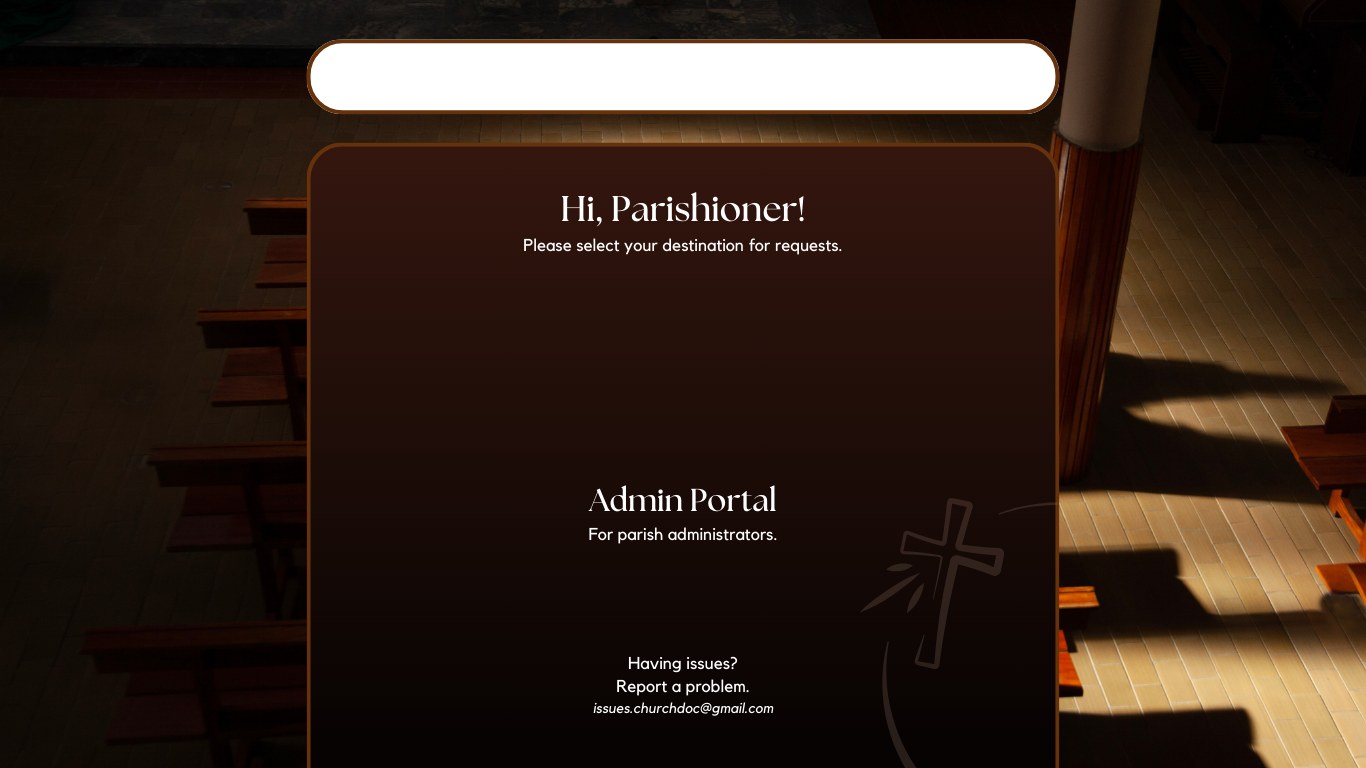 Hi, Parishioner!
Please select your destination for requests.
Admin Portal
For parish administrators.
Having issues?
Report a problem.
issues.churchdoc@gmail.com